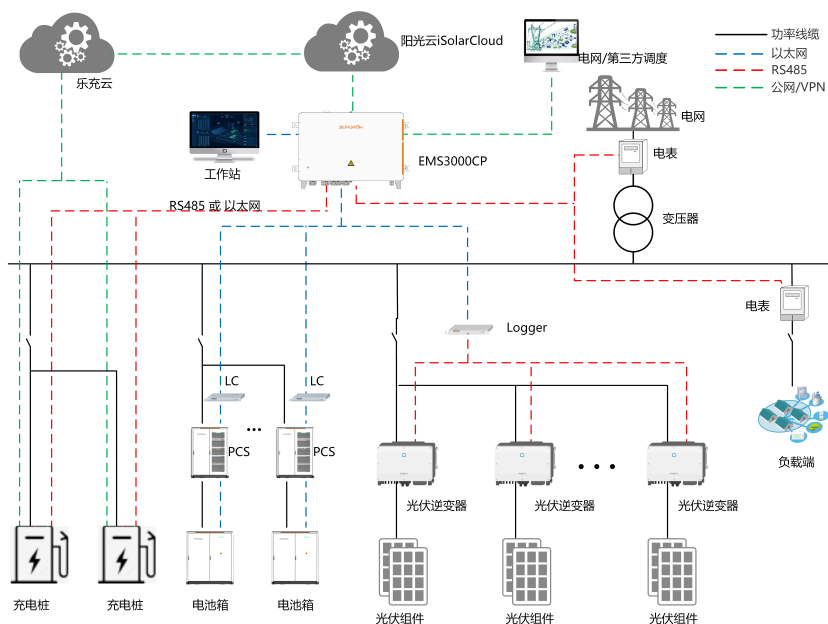 功率线缆
以太网
RS485
公网/VPN
乐充云
阳光云iSolarCloud
电网/第三方调度
电网
电表
工作站
SUNGROW
EMS3000CP
RS485 或 以太网
变压器
电表
Logger
LC
LC
PCS
PCS
负载端
光伏逆变器
光伏逆变器
光伏逆变器
充电桩
充电桩
电池箱
电池箱
光伏组件
光伏组件
光伏组件